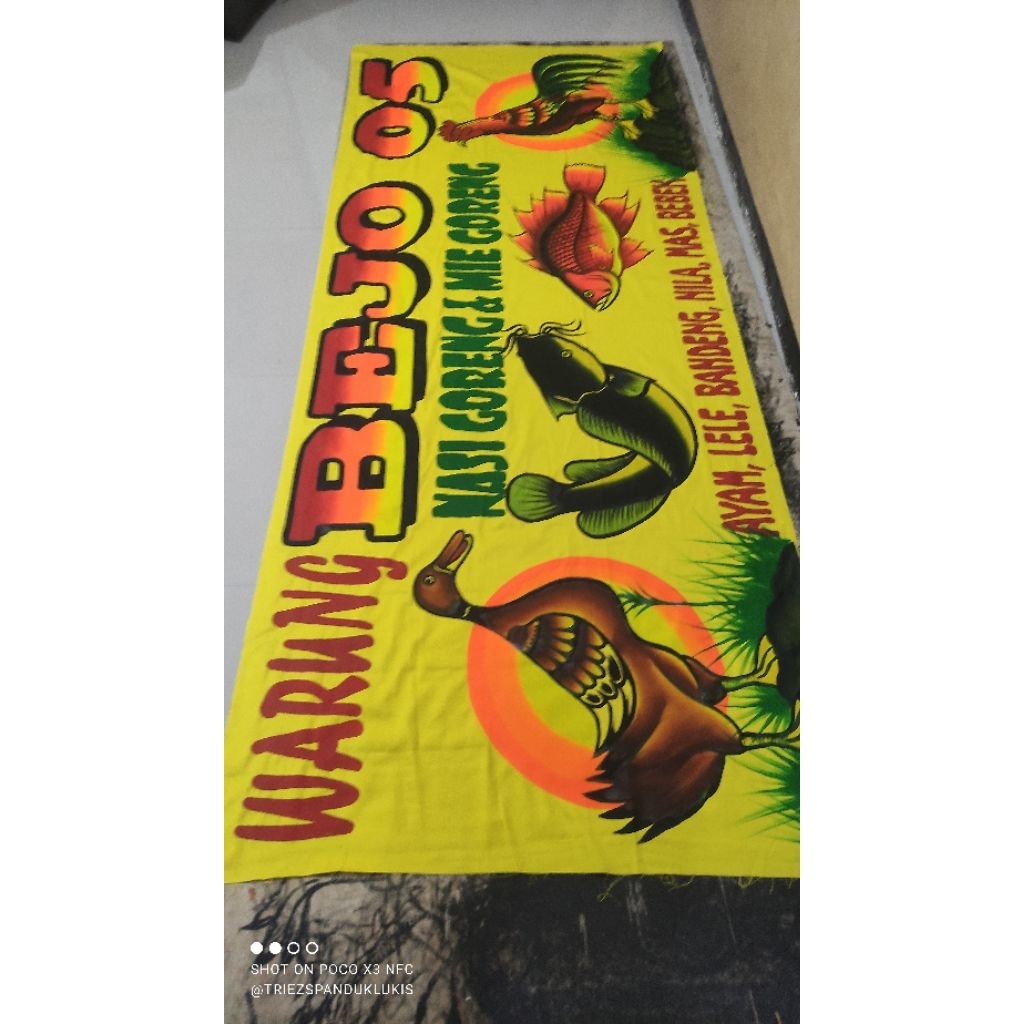 WARUNG BEJO 05
NASI GORENG & MIE GORENG
AYAM, LELE, BANDENG, NILA, MAS, BEBEK
SHOT ON POCO X3 NFC
@TRIEZSPANDUKLUKIS